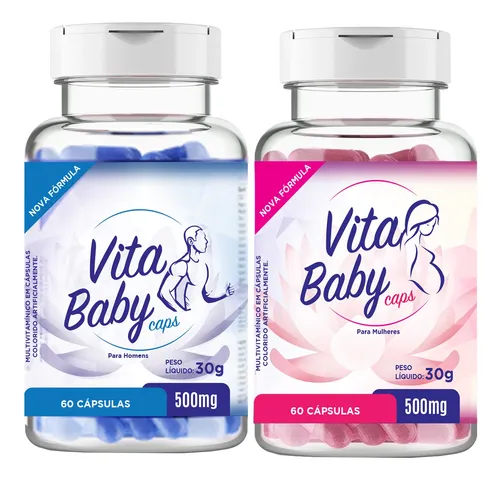 NOVA FÓRMULA
Vita
Baby
caps
Para Homens
MULTIVITAMÍNICO EM CÁPSULAS
COLORIDO ARTIFICIALMENTE.
PESO
LÍQUIDO: 30g
60 CÁPSULAS
500mg
NOVA FÓRMULA
Vita
Baby
caps
Para Mulheres
MULTIVITAMÍNICO EM CÁPSULAS
COLORIDO ARTIFICIALMENTE.
PESO
LÍQUIDO: 30g
60 CÁPSULAS
500mg